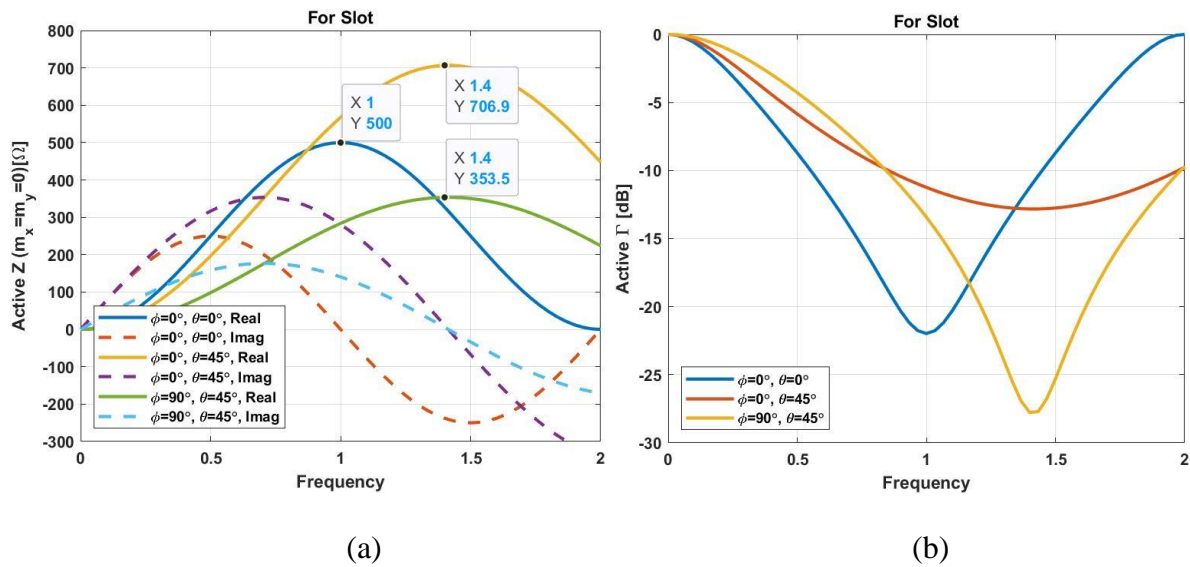 For Slot
800
700
600
500
400
300
200
100
0
-100
-200
-300
Active Z (m_x =m_y =0)[Ω]
X 1
Y 500
X 1.4
Y 706.9
X 1.4
Y 353.5
ϕ=0°, θ=0°, Real
ϕ=0°, θ=0°, Imag
ϕ=0°, θ=45°, Real
ϕ=0°, θ=45°, Imag
ϕ=90°, θ=45°, Real
ϕ=90°, θ=45°, Imag
0 0.5 1 1.5 2
Frequency
(a)
For Slot
0
-5
-10
-15
-20
-25
-30
Active Γ [dB]
ϕ=0°, θ=0°
ϕ=0°, θ=45°
ϕ=90°, θ=45°
0 0.5 1 1.5 2
Frequency
(b)